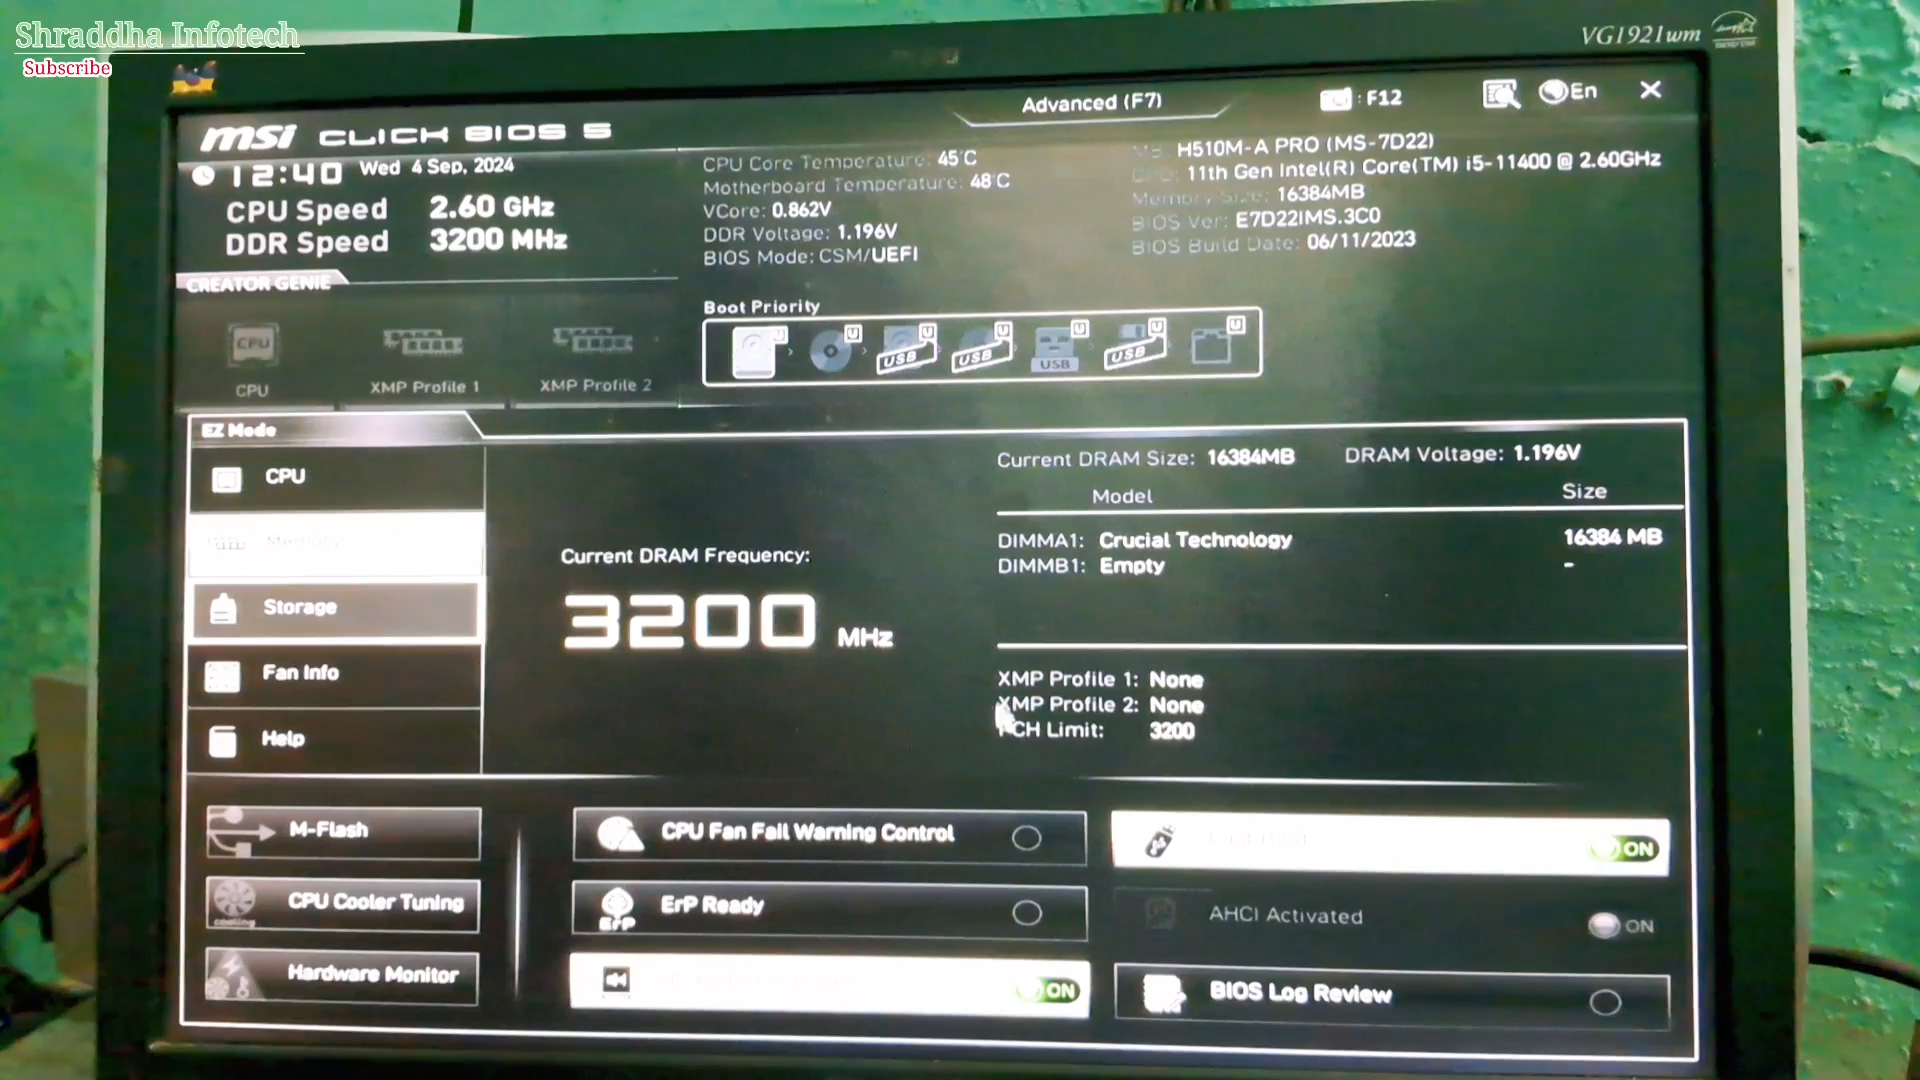 Shraddha Infotech
Subscribe
VG1921wm
msi CLICK BIOS 5
Advanced (F7)
: F12
En
12:40 Wed 4 Sep, 2024
CPU Speed 2.60 GHz
DDR Speed 3200 MHz
CPU Core Temperature: 45°C
Motherboard Temperature: 48°C
VCore: 0.862V
DDR Voltage: 1.196V
BIOS Mode: CSM/UEFI
H510M-A PRO (MS-7D22)
11th Gen Intel(R) Core(TM) i5-11400 @ 2.60GHz
Memory Size: 16384MB
BIOS Ver: E7D22IMS.3C0
BIOS Build Date: 06/11/2023
CREATOR GENIE
CPU
CPU
XMP Profile 1
XMP Profile 2
Boot Priority
U U U U U U U
USB USB USB USB
EZ Mode
CPU
Memory
Storage
Fan Info
Help
Current DRAM Frequency:
3200 MHz
Current DRAM Size: 16384MB DRAM Voltage: 1.196V
Model Size
DIMMA1: Crucial Technology 16384 MB
DIMMB1: Empty -
XMP Profile 1: None
XMP Profile 2: None
PCH Limit: 3200
M-Flash
CPU Cooler Tuning
cooling
Hardware Monitor
CPU Fan Fail Warning Control
ErP Ready
ErP
ON
ON
AHCI Activated ON
BIOS Log Review